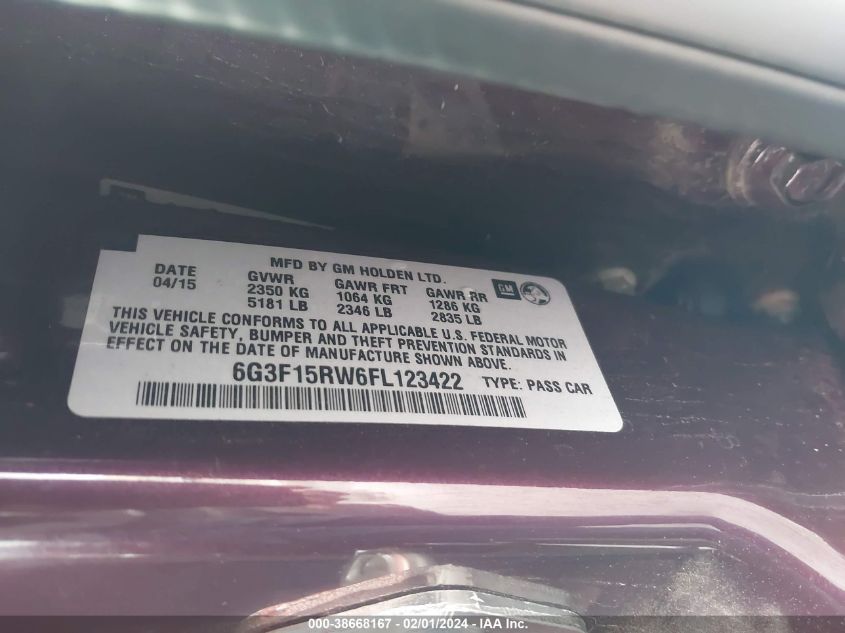 MFD BY GM HOLDEN LTD.
DATE GVWR GAWR FRT GAWR RR
04/15 2350 KG 1064 KG 1286 KG
5181 LB 2346 LB 2835 LB
GM
THIS VEHICLE CONFORMS TO ALL APPLICABLE U.S. FEDERAL MOTOR
VEHICLE SAFETY, BUMPER AND THEFT PREVENTION STANDARDS IN
EFFECT ON THE DATE OF MANUFACTURE SHOWN ABOVE.
6G3F15RW6FL123422 TYPE: PASS CAR
000-38668167 - 02/01/2024 - IAA Inc.